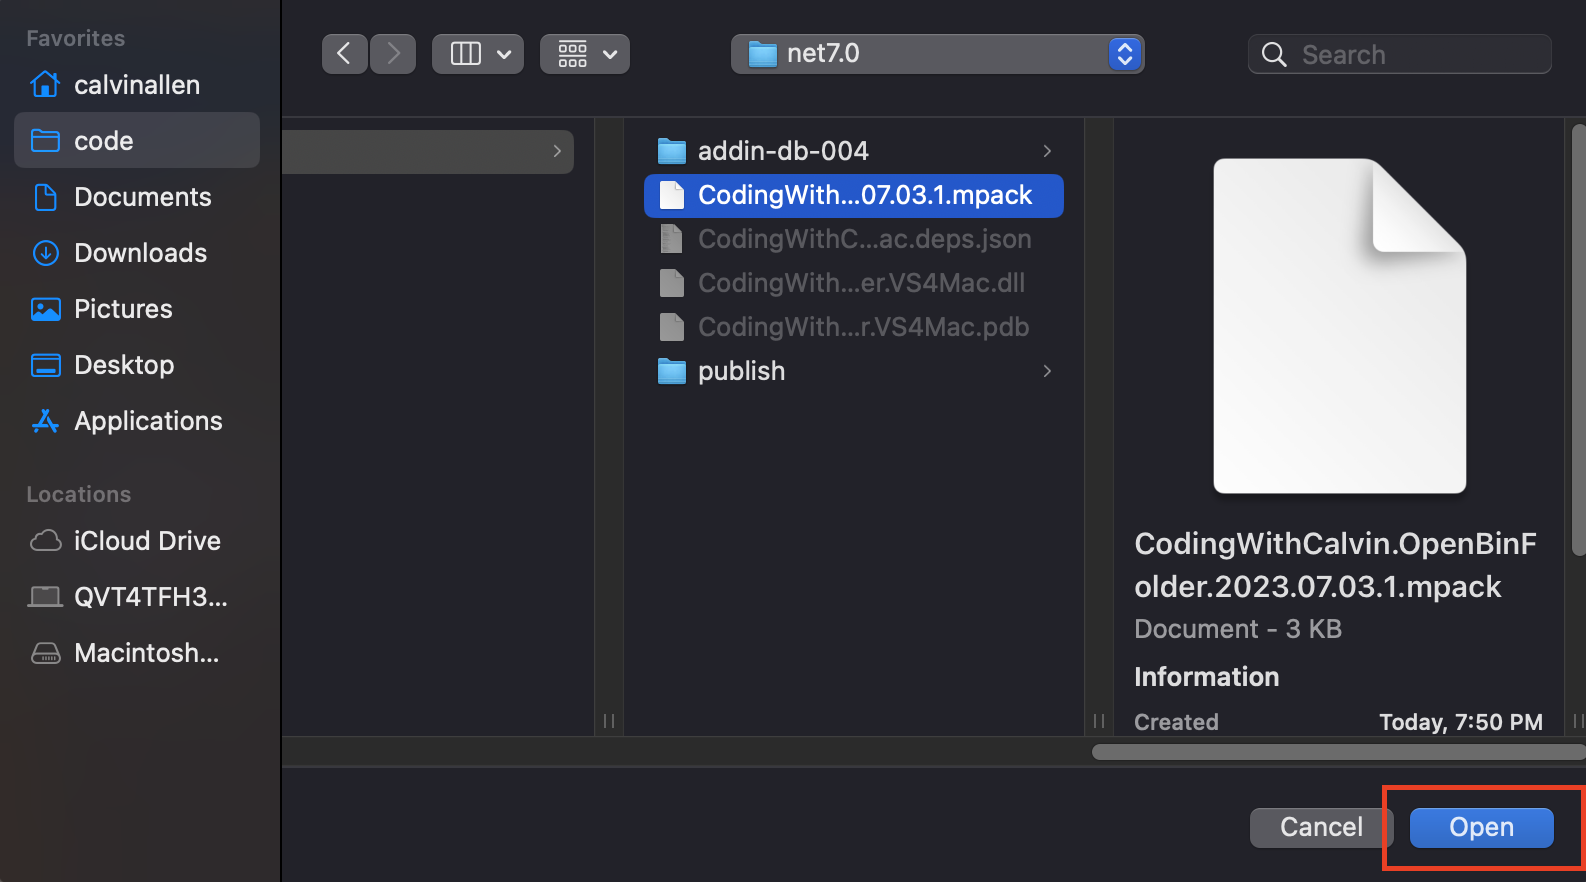 Favorites
calvinallen
code
Documents
Downloads
Pictures
Desktop
Applications
Locations
iCloud Drive
QVT4TFH3...
Macintosh...
net7.0
Search
addin-db-004
CodingWith...07.03.1.mpack
CodingWithC...ac.deps.json
CodingWith...er.VS4Mac.dll
CodingWith...r.VS4Mac.pdb
publish
CodingWithCalvin.OpenBinF
older.2023.07.03.1.mpack
Document - 3 KB
Information
Created Today, 7:50 PM
Cancel
Open